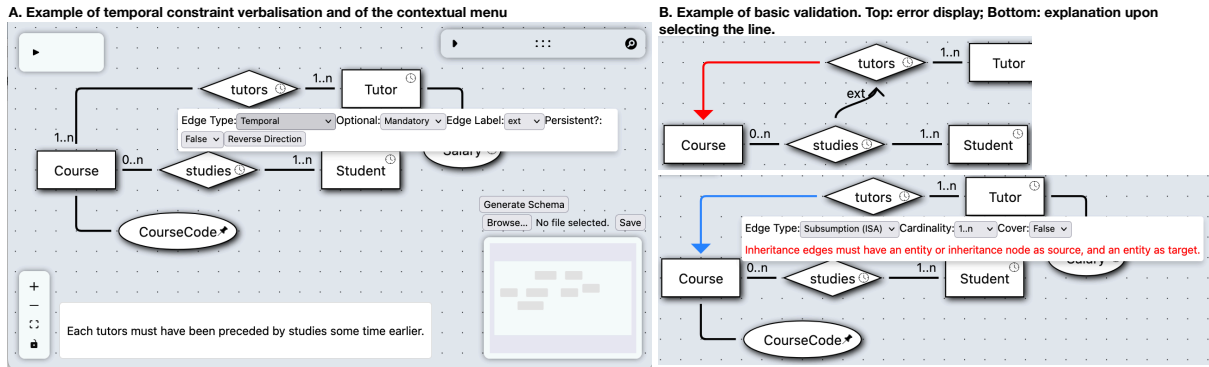 A. Example of temporal constraint verbalisation and of the contextual menu
tutors
1..n
Tutor
Edge Type: Temporal Optional: Mandatory Edge Label: ext Persistent?:
False Reverse Direction
1..n
Salary
Course
0..n
studies
1..n
Student
Generate Schema
Browse... No file selected. Save
CourseCode
Each tutors must have been preceded by studies some time earlier.
B. Example of basic validation. Top: error display; Bottom: explanation upon
selecting the line.
tutors
1..n
Tutor
ext
Course
0..n
studies
1..n
Student
tutors
1..n
Tutor
Edge Type: Subsumption (ISA) Cardinality: 1..n Cover: False
Inheritance edges must have an entity or inheritance node as source, and an entity as target.
Salary
Course
0..n
studies
1..n
Student
CourseCode